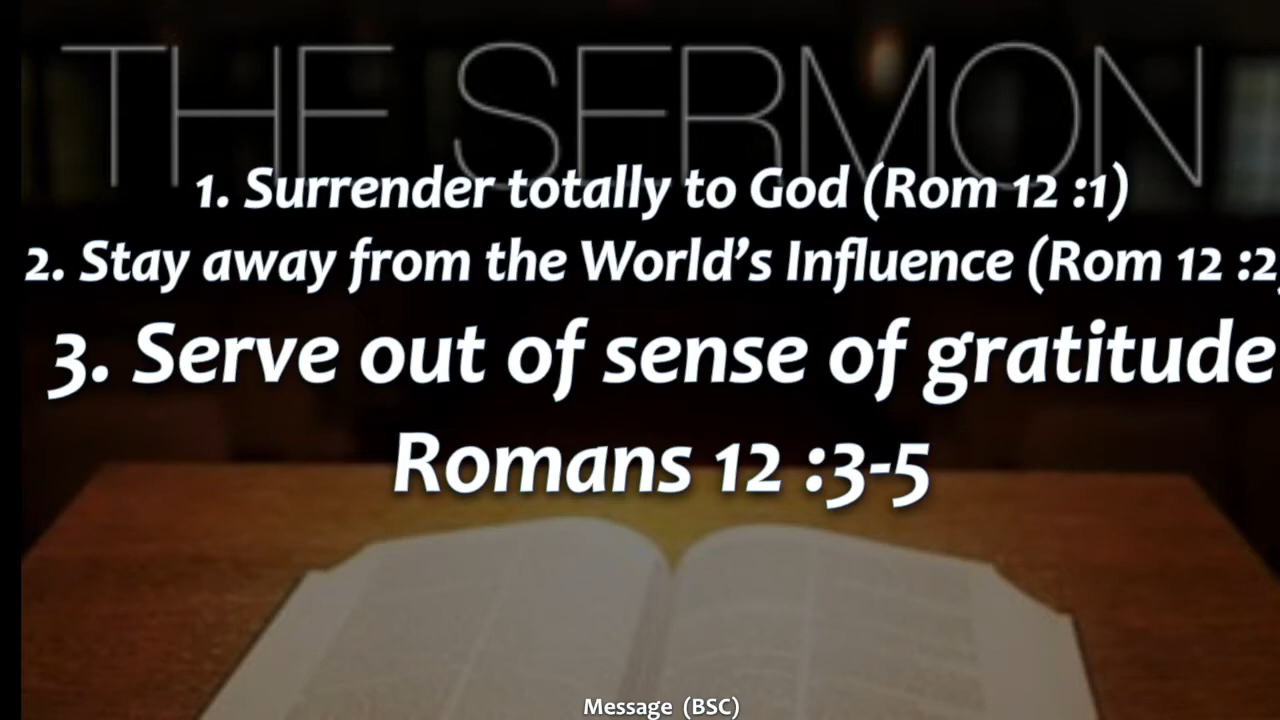 THE SERMON
1. Surrender totally to God (Rom 12 :1)
2. Stay away from the World’s Influence (Rom 12 :2)
3. Serve out of sense of gratitude
Romans 12 :3-5
Message (BSC)